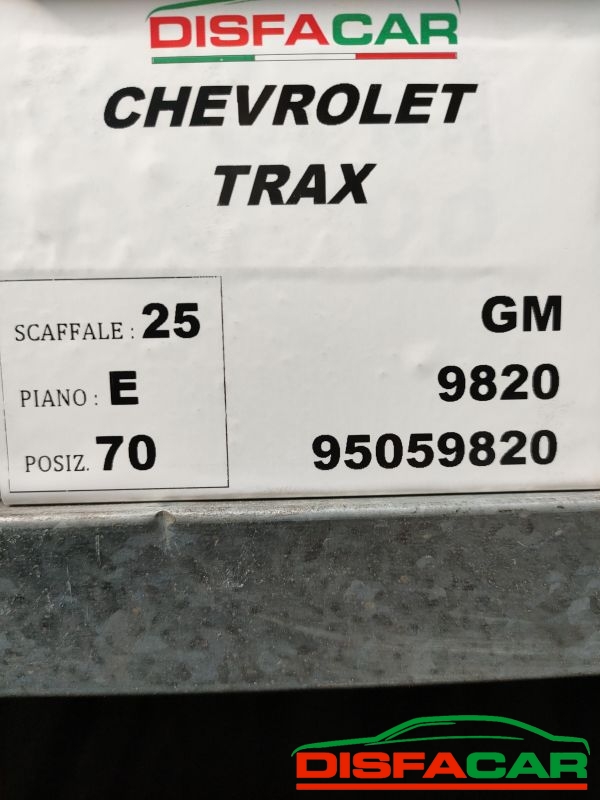 DISFACAR
CHEVROLET
TRAX
SCAFFALE : 25
PIANO : E
POSIZ. 70
GM
9820
95059820
DISFACAR